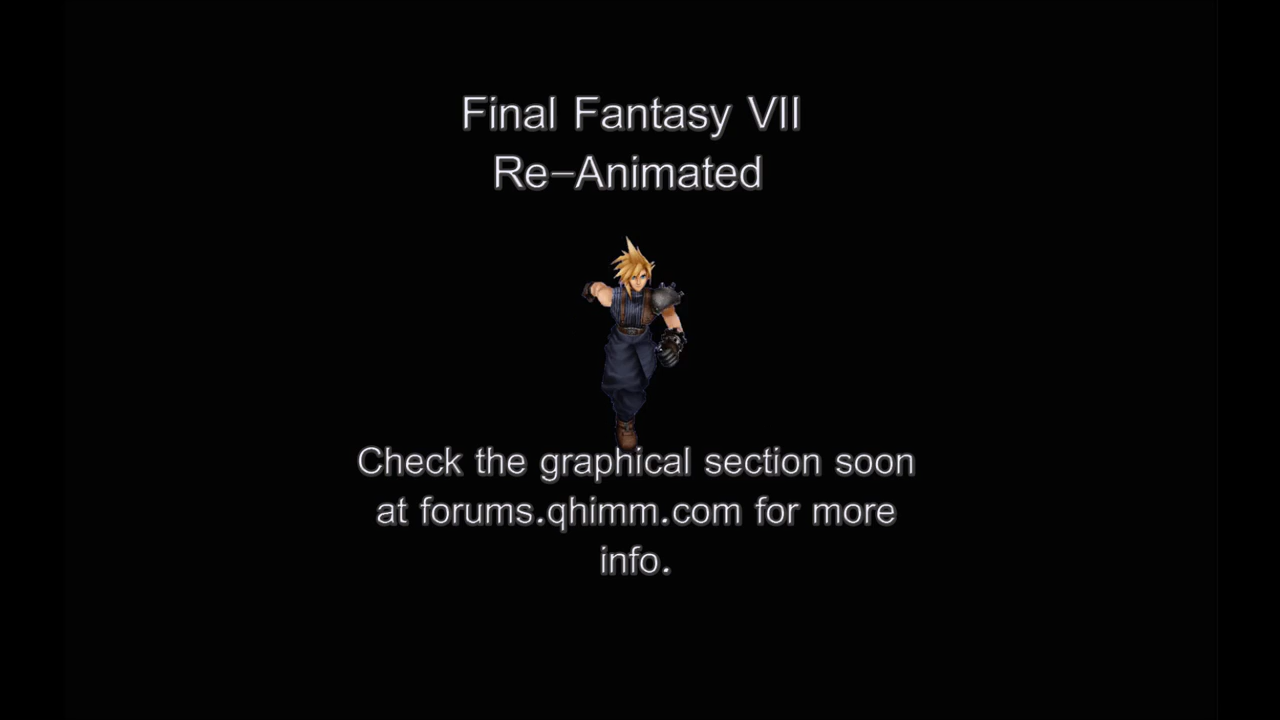 Final Fantasy VII
Re-Animated
Check the graphical section soon
at forums.qhimm.com for more
info.